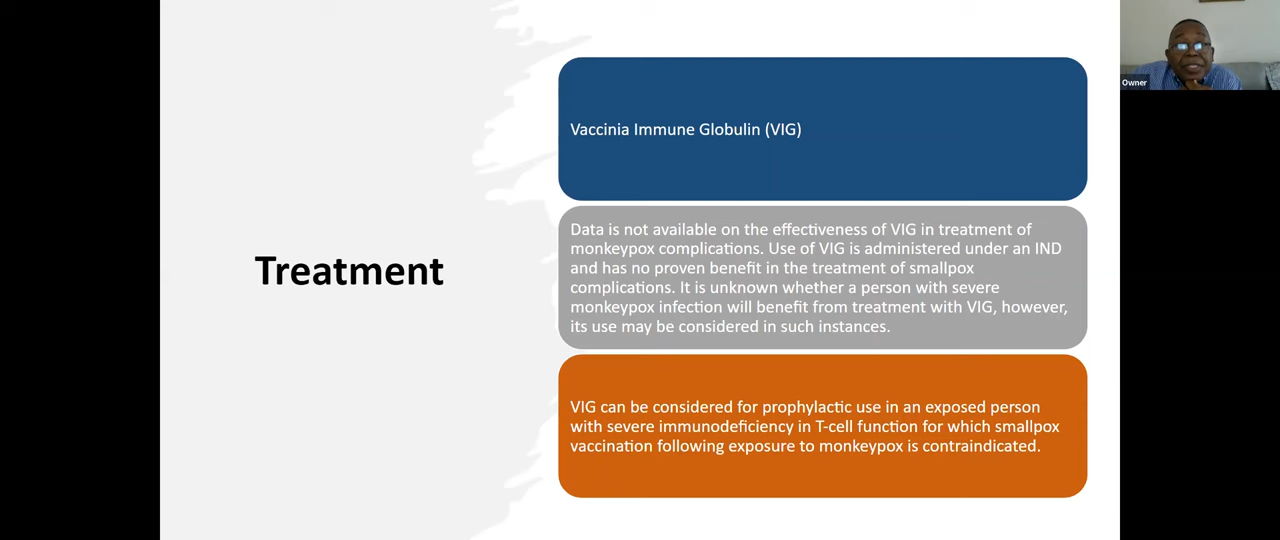 Treatment
Vaccinia Immune Globulin (VIG)
Data is not available on the effectiveness of VIG in treatment of
monkeypox complications. Use of VIG is administered under an IND
and has no proven benefit in the treatment of smallpox
complications. It is unknown whether a person with severe
monkeypox infection will benefit from treatment with VIG, however,
its use may be considered in such instances.
VIG can be considered for prophylactic use in an exposed person
with severe immunodeficiency in T-cell function for which smallpox
vaccination following exposure to monkeypox is contraindicated.
Owner